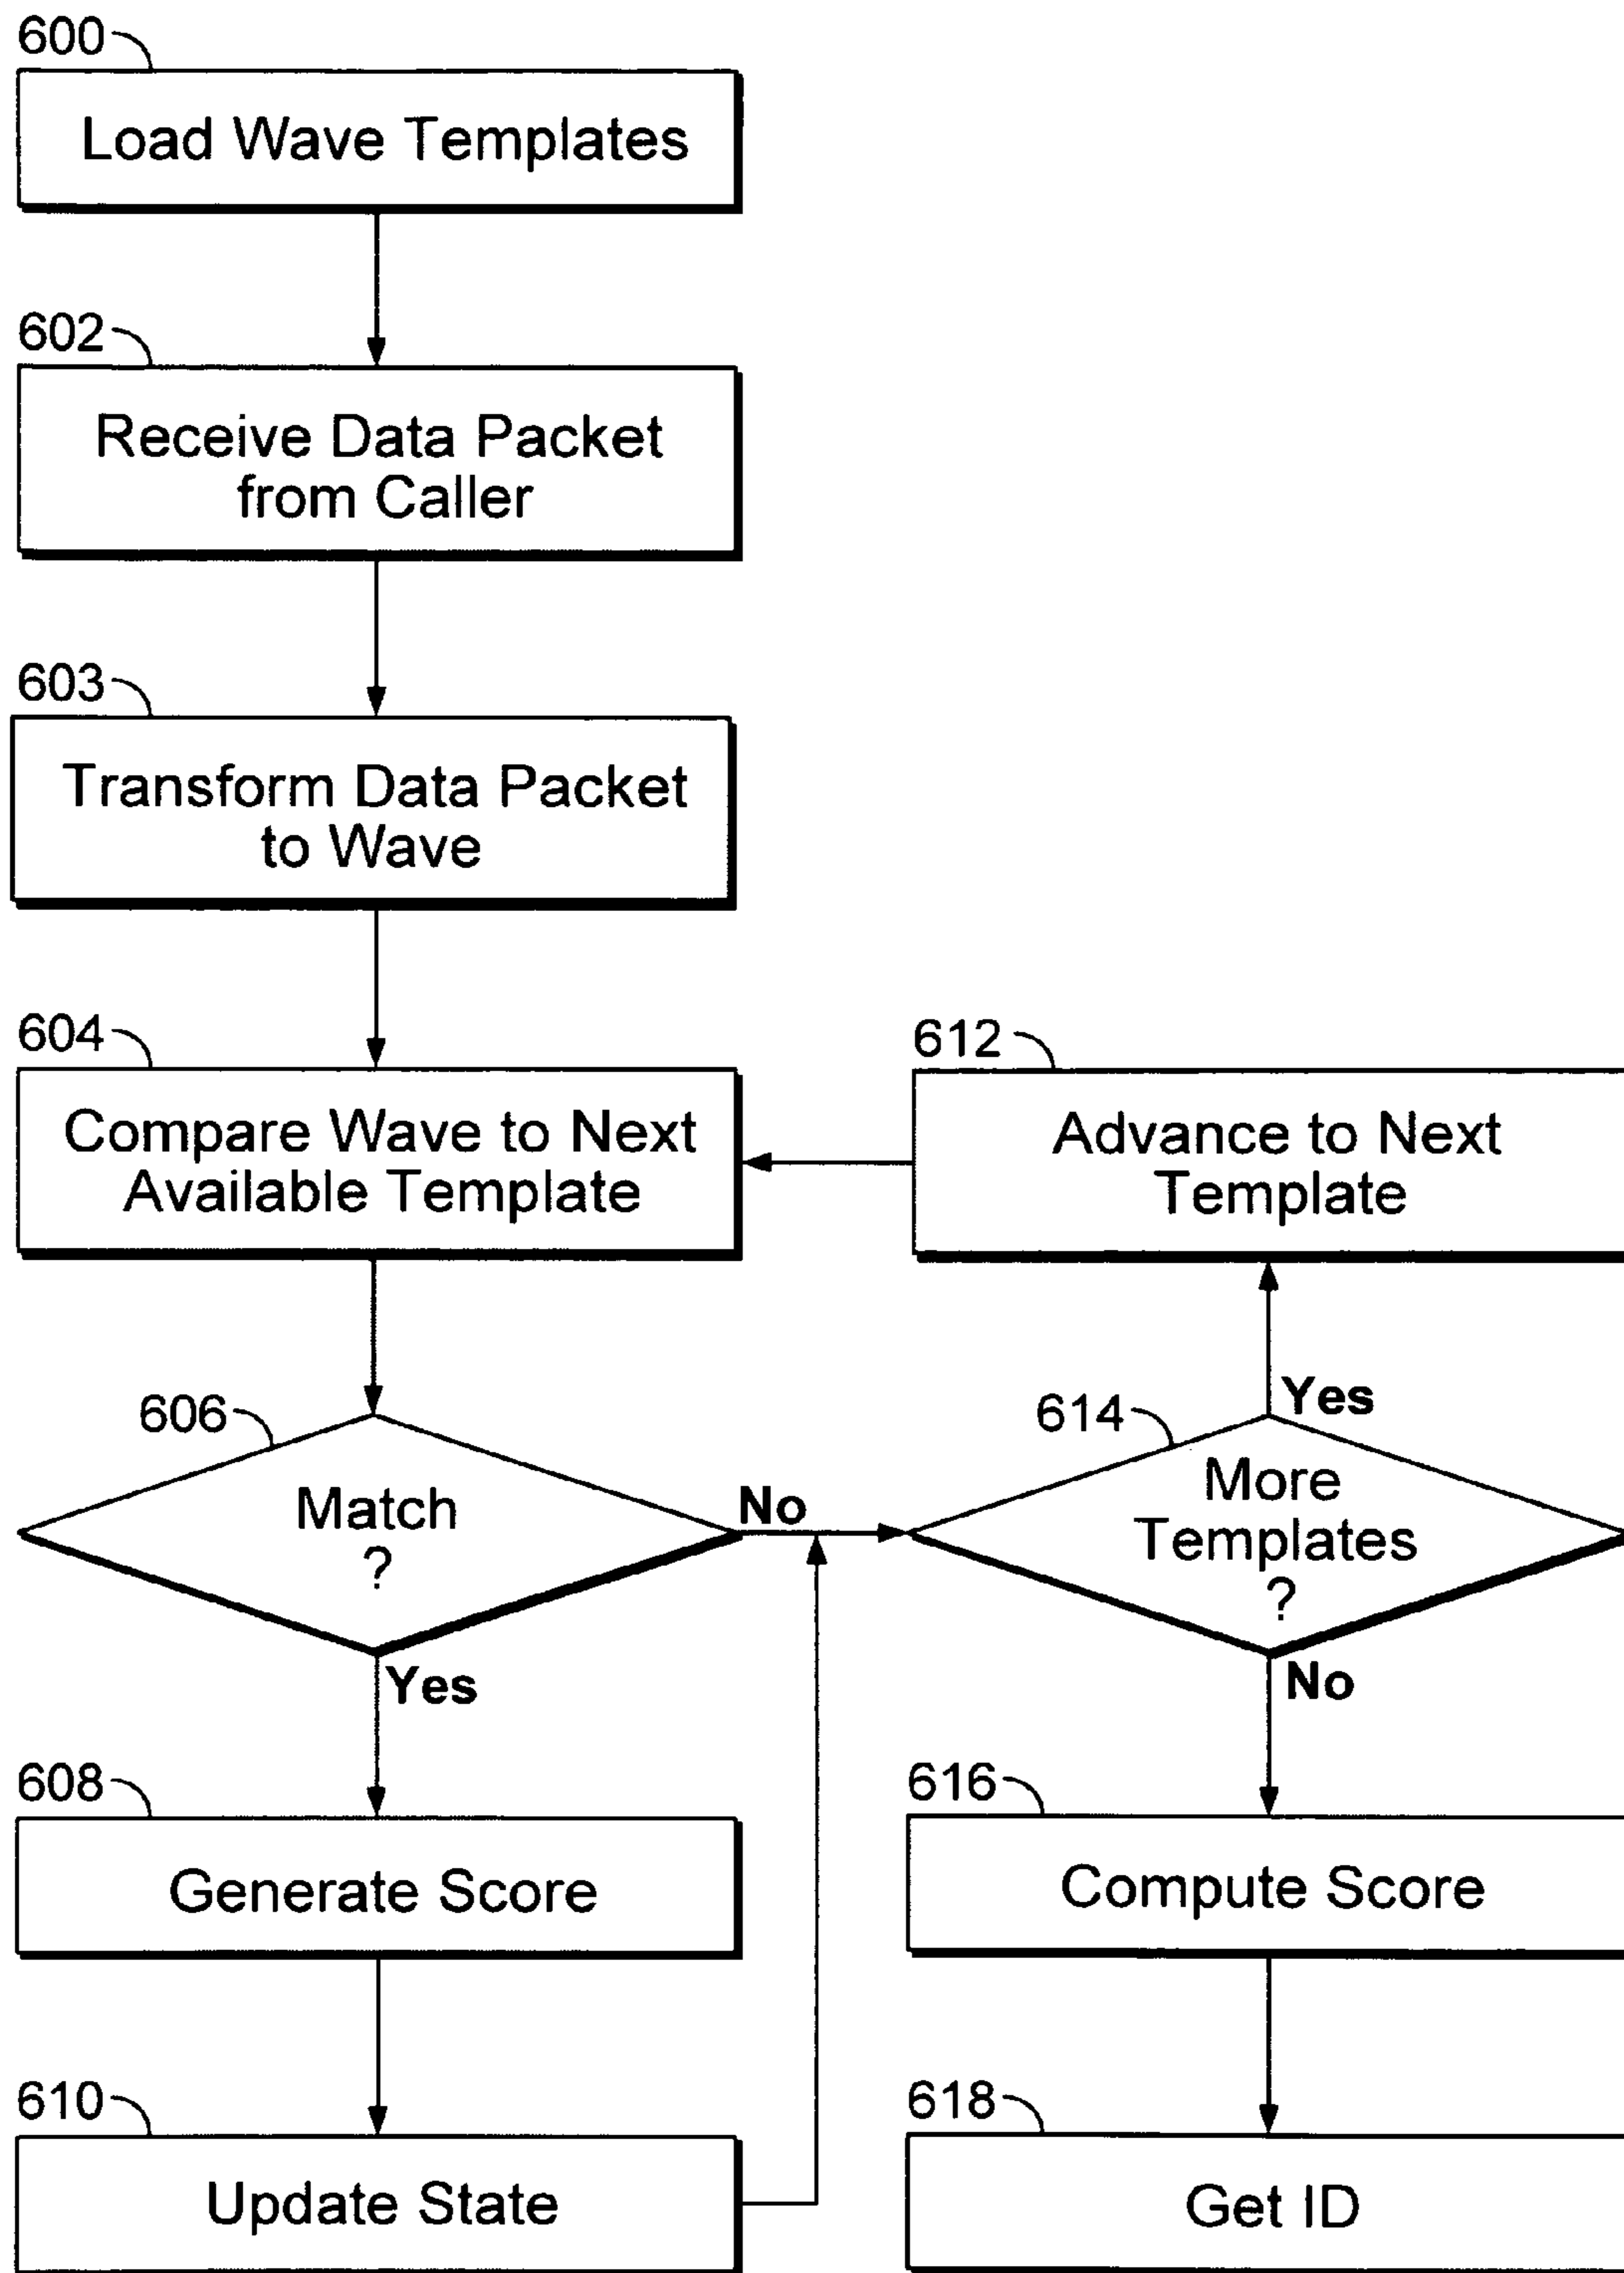 600
Load Wave Templates
602
Receive Data Packet
from Caller
603
Transform Data Packet
to Wave
604
Compare Wave to Next
Available Template
612
Advance to Next
Template
606
Match
?
No
Yes
614
More
Templates
?
Yes
No
608
Generate Score
616
Compute Score
610
Update State
618
Get ID